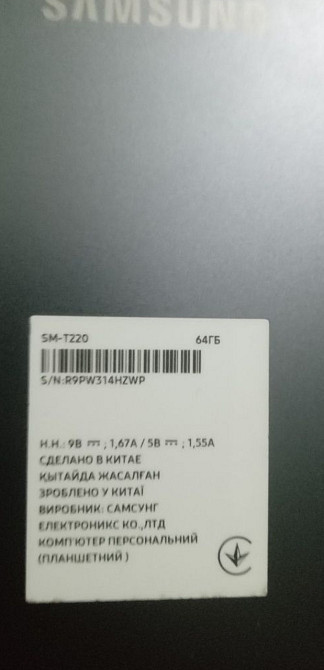 SAMSUNG
SM-T220 64ГБ
S/N:R9PW314HZWP
Н.Н.: 9В ⎓ ; 1,67А / 5В ⎓ ; 1,55А
СДЕЛАНО В КИТАЕ
ҚЫТАЙДА ЖАСАЛҒАН
ЗРОБЛЕНО У КИТАЇ
ВИРОБНИК: САМСУНГ
ЕЛЕКТРОНИКС КО.,ЛТД
КОМП'ЮТЕР ПЕРСОНАЛЬНИЙ
(ПЛАНШЕТНИЙ )